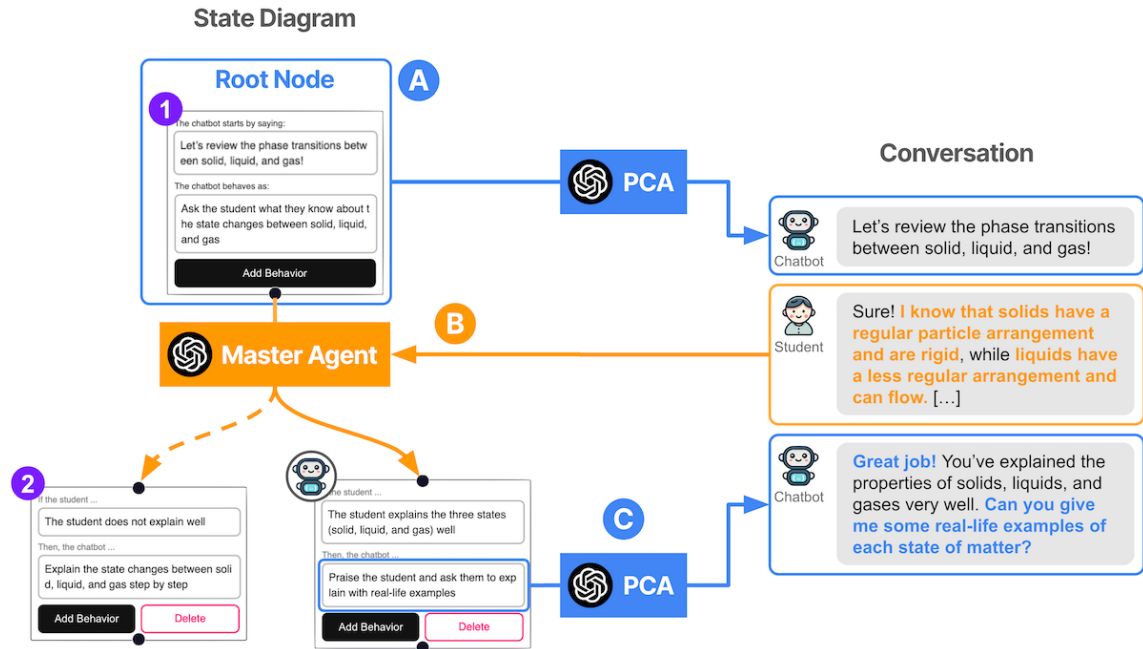 State Diagram
Root Node
A
1
The chatbot starts by saying:
Let's review the phase transitions betw
een solid, liquid, and gas!
The chatbot behaves as:
Ask the student what they know about t
he state changes between solid, liquid,
and gas
Add Behavior
PCA
Conversation
Chatbot
Let's review the phase transitions
between solid, liquid, and gas!
Master Agent
B
Student
Sure! I know that solids have a
regular particle arrangement
and are rigid, while liquids have
a less regular arrangement and
can flow. […]
2
If the student ...
The student does not explain well
Then, the chatbot ...
Explain the state changes between soli
d, liquid, and gas step by step
Add Behavior
Delete
the student ...
The student explains the three states
(solid, liquid, and gas) well
Then, the chatbot ...
Praise the student and ask them to exp
lain with real-life examples
Add Behavior
Delete
C
PCA
Chatbot
Great job! You've explained the
properties of solids, liquids, and
gases very well. Can you give
me some real-life examples of
each state of matter?